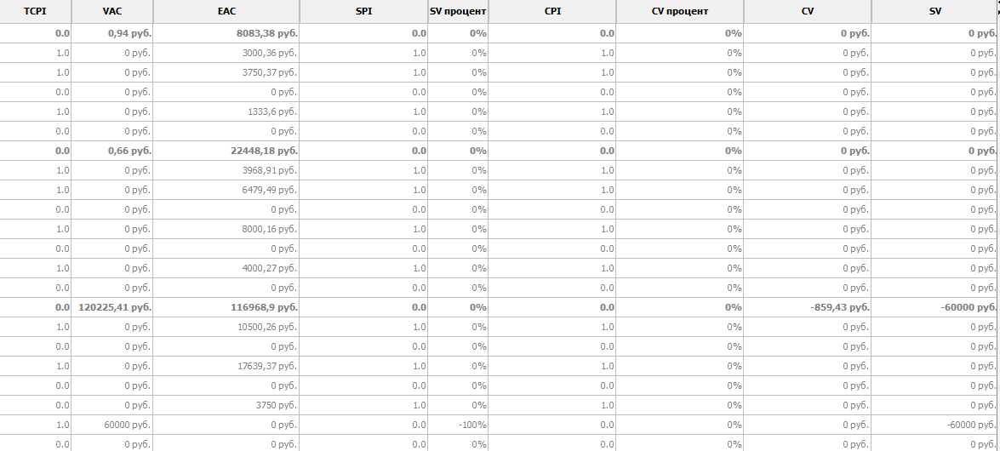 TCPI VAC EAC SPI SV процент CPI CV процент CV SV
0.0 0,94 руб. 8083,38 руб. 0.0 0% 0.0 0% 0 руб. 0 руб.
1.0 0 руб. 3000,36 руб. 1.0 0% 1.0 0% 0 руб. 0 руб.
1.0 0 руб. 3750,37 руб. 1.0 0% 1.0 0% 0 руб. 0 руб.
0.0 0 руб. 0 руб. 0.0 0% 0.0 0% 0 руб. 0 руб.
1.0 0 руб. 1333,6 руб. 1.0 0% 1.0 0% 0 руб. 0 руб.
0.0 0 руб. 0 руб. 0.0 0% 0.0 0% 0 руб. 0 руб.
0.0 0,66 руб. 22448,18 руб. 0.0 0% 0.0 0% 0 руб. 0 руб.
1.0 0 руб. 3968,91 руб. 1.0 0% 1.0 0% 0 руб. 0 руб.
1.0 0 руб. 6479,49 руб. 1.0 0% 1.0 0% 0 руб. 0 руб.
0.0 0 руб. 0 руб. 0.0 0% 0.0 0% 0 руб. 0 руб.
1.0 0 руб. 8000,16 руб. 1.0 0% 1.0 0% 0 руб. 0 руб.
0.0 0 руб. 0 руб. 0.0 0% 0.0 0% 0 руб. 0 руб.
1.0 0 руб. 4000,27 руб. 1.0 0% 1.0 0% 0 руб. 0 руб.
0.0 0 руб. 0 руб. 0.0 0% 0.0 0% 0 руб. 0 руб.
0.0 120225,41 руб. 116968,9 руб. 0.0 0% 0.0 0% -859,43 руб. -60000 руб.
1.0 0 руб. 10500,26 руб. 1.0 0% 1.0 0% 0 руб. 0 руб.
0.0 0 руб. 0 руб. 0.0 0% 0.0 0% 0 руб. 0 руб.
1.0 0 руб. 17639,37 руб. 1.0 0% 1.0 0% 0 руб. 0 руб.
0.0 0 руб. 0 руб. 0.0 0% 0.0 0% 0 руб. 0 руб.
0.0 0 руб. 3750 руб. 1.0 0% 1.0 0% 0 руб. 0 руб.
1.0 60000 руб. 0 руб. 0.0 -100% 0.0 0% 0 руб. -60000 руб.
0.0 0 руб. 0 руб. 0.0 0% 0.0 0% 0 руб. 0 руб.